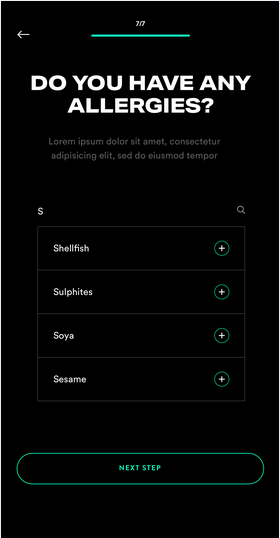 7/7
DO YOU HAVE ANY
ALLERGIES?
Lorem ipsum dolor sit amet, consectetur
adipisicing elit, sed do eiusmod tempor
S
Shellfish
Sulphites
Soya
Sesame
NEXT STEP